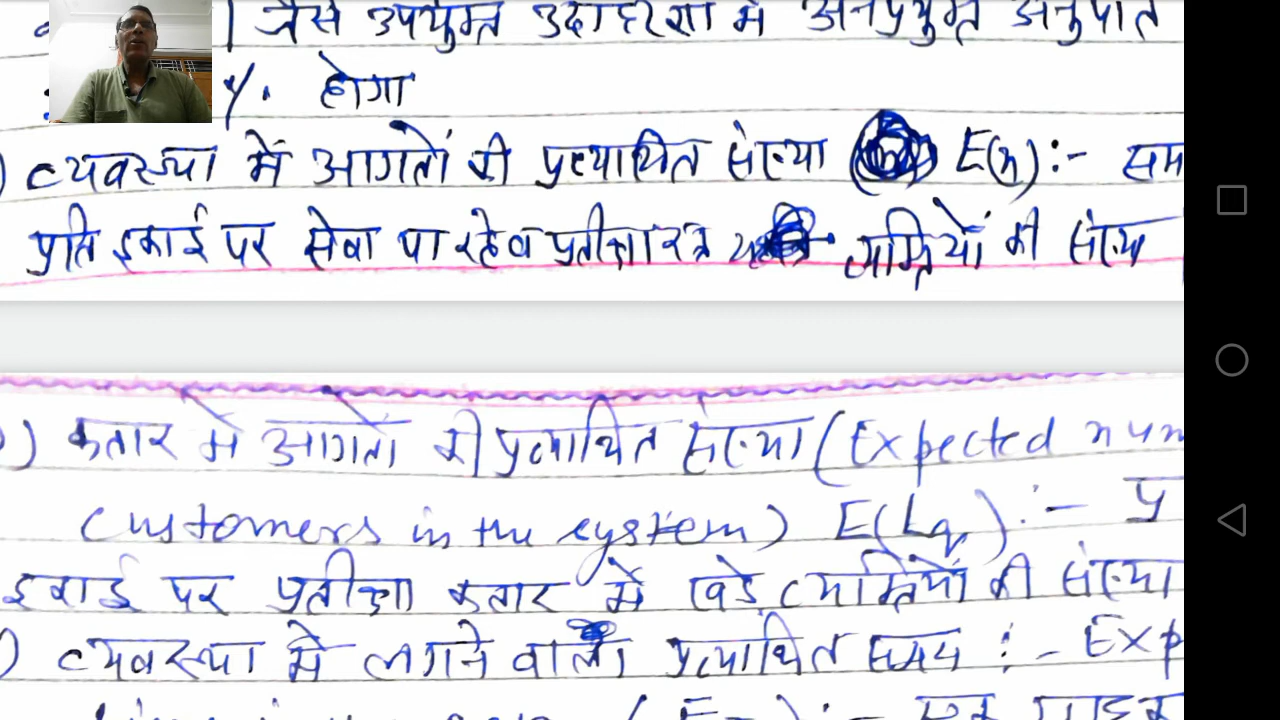 जैसे उपर्युक्त उदाहरण में अनप्रयुक्त अनुपात
%. होगा
) व्यवस्था में आगतों की प्रत्याशित संख्या E(n):- सम
प्रति इकाई पर सेवा पा रहे व प्रतीक्षारत व्यक्तियों की संख्या
) कतार में आगतों की प्रत्याशित संख्या (Expected num
Customers in the system) E(Lq):- प्र
इकाई पर प्रतीक्षा कतार में खडे व्यक्तियों की संख्या
) व्यवस्था में लगने वाला प्रत्याशित समय :- Exp